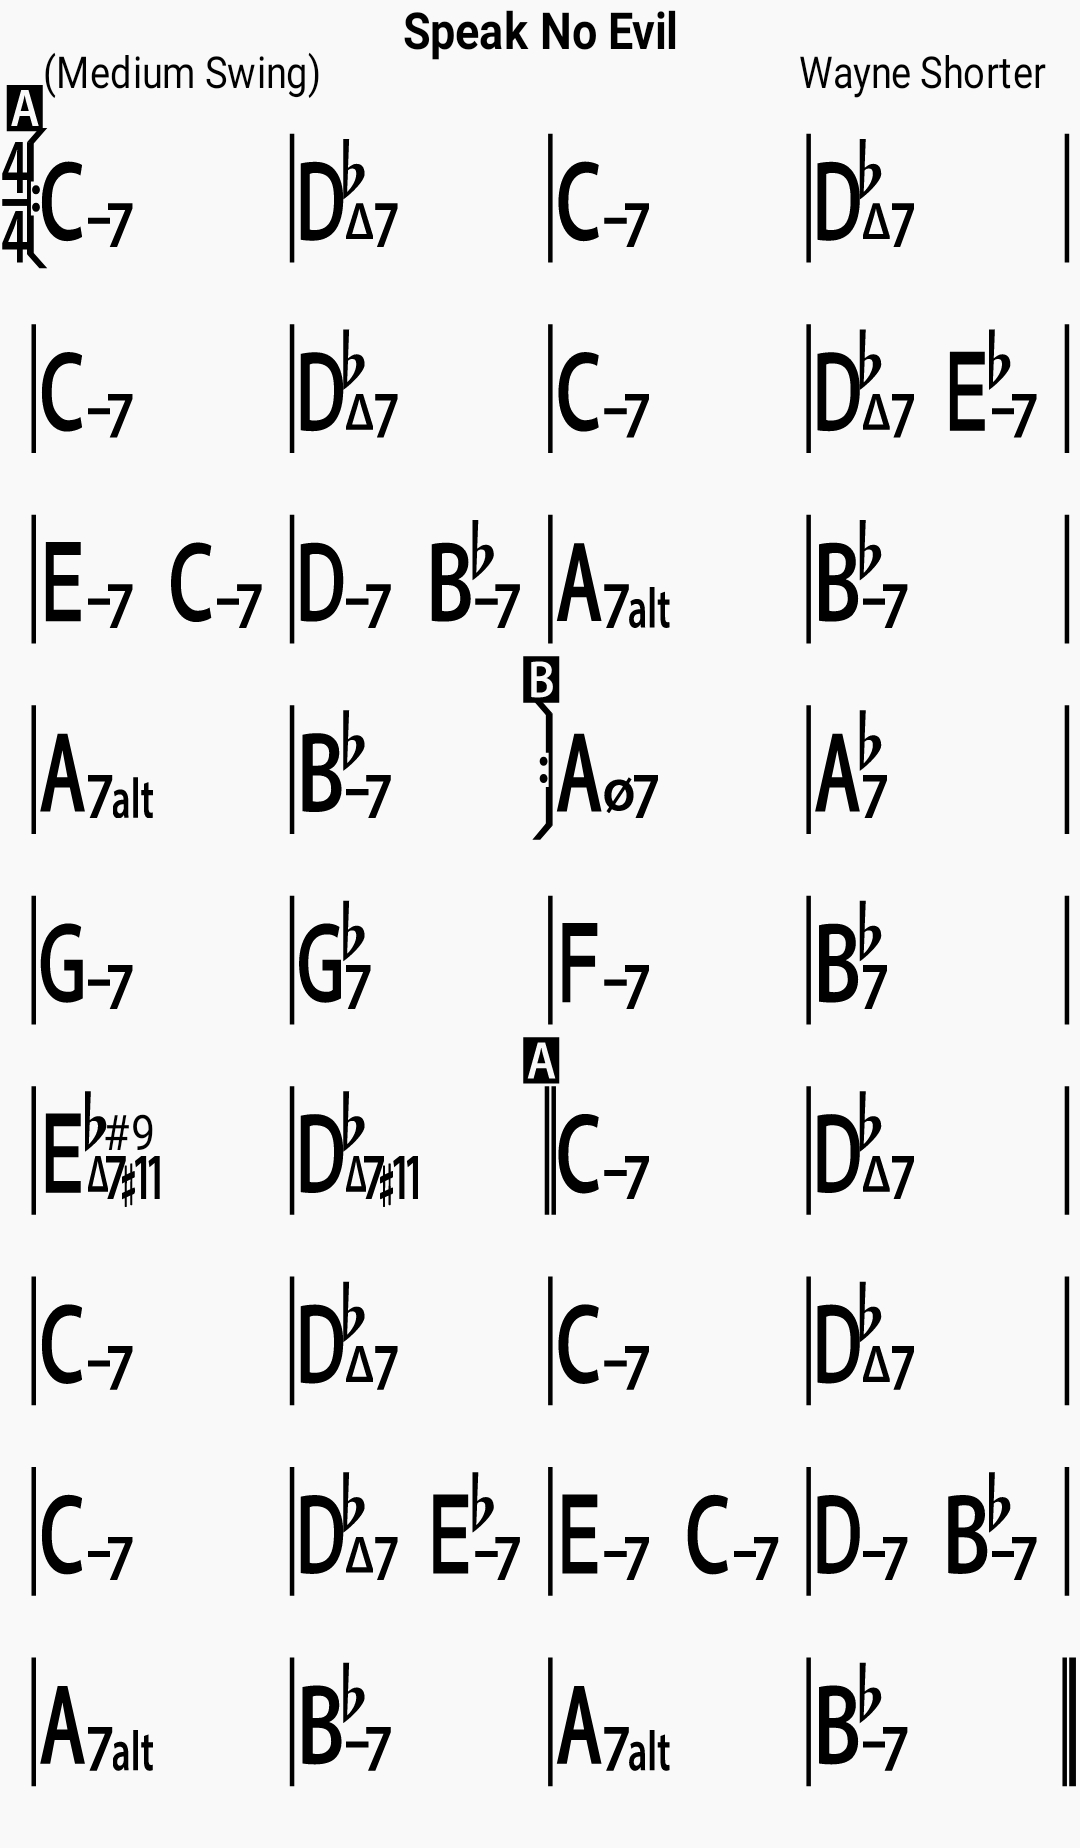 Speak No Evil
(Medium Swing) Wayne Shorter
A
4/4 C–7 | D♭Δ7 | C–7 | D♭Δ7 |
| C–7 | D♭Δ7 | C–7 | D♭Δ7 E♭–7 |
| E–7 C–7 | D–7 B♭–7 | A7alt | B♭–7 |
B
| A7alt | B♭–7 :| Aø7 | A♭7 |
| G–7 | G♭7 | F–7 | B♭7 |
A
| E♭Δ7♯11 #9 | D♭Δ7♯11 || C–7 | D♭Δ7 |
| C–7 | D♭Δ7 | C–7 | D♭Δ7 |
| C–7 | D♭Δ7 E♭–7 | E–7 C–7 | D–7 B♭–7 |
| A7alt | B♭–7 | A7alt | B♭–7 ||